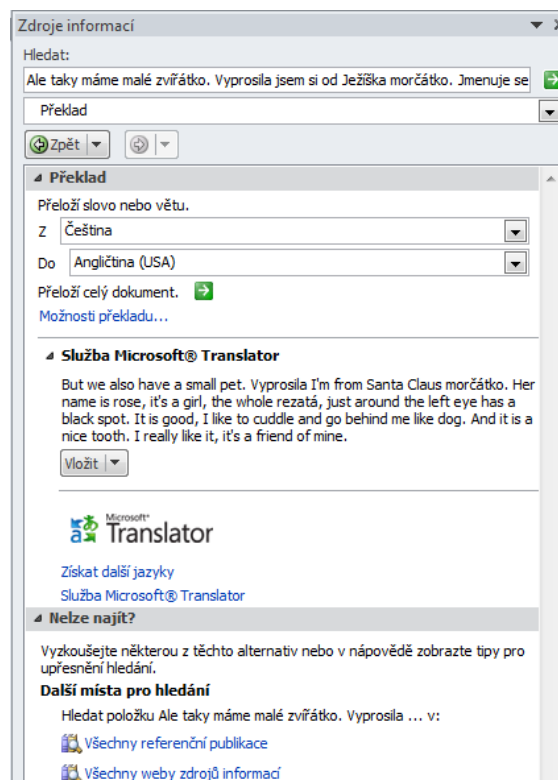 Zdroje informací
Hledat:
Ale taky máme malé zvířátko. Vyprosila jsem si od Ježíška morčátko. Jmenuje se
Překlad
Zpět
Překlad
Přeloží slovo nebo větu.
Z Čeština
Do Angličtina (USA)
Přeloží celý dokument.
Možnosti překladu...
Služba Microsoft® Translator
But we also have a small pet. Vyprosila I'm from Santa Claus morčátko. Her
name is rose, it's a girl, the whole rezatá, just around the left eye has a
black spot. It is good, I like to cuddle and go behind me like dog. And it is a
nice tooth. I really like it, it's a friend of mine.
Vložit
Microsoft®
Translator
Získat další jazyky
Služba Microsoft® Translator
Nelze najít?
Vyzkoušejte některou z těchto alternativ nebo v nápovědě zobrazte tipy pro
upřesnění hledání.
Další místa pro hledání
Hledat položku Ale taky máme malé zvířátko. Vyprosila ... v:
Všechny referenční publikace
Všechny weby zdrojů informací